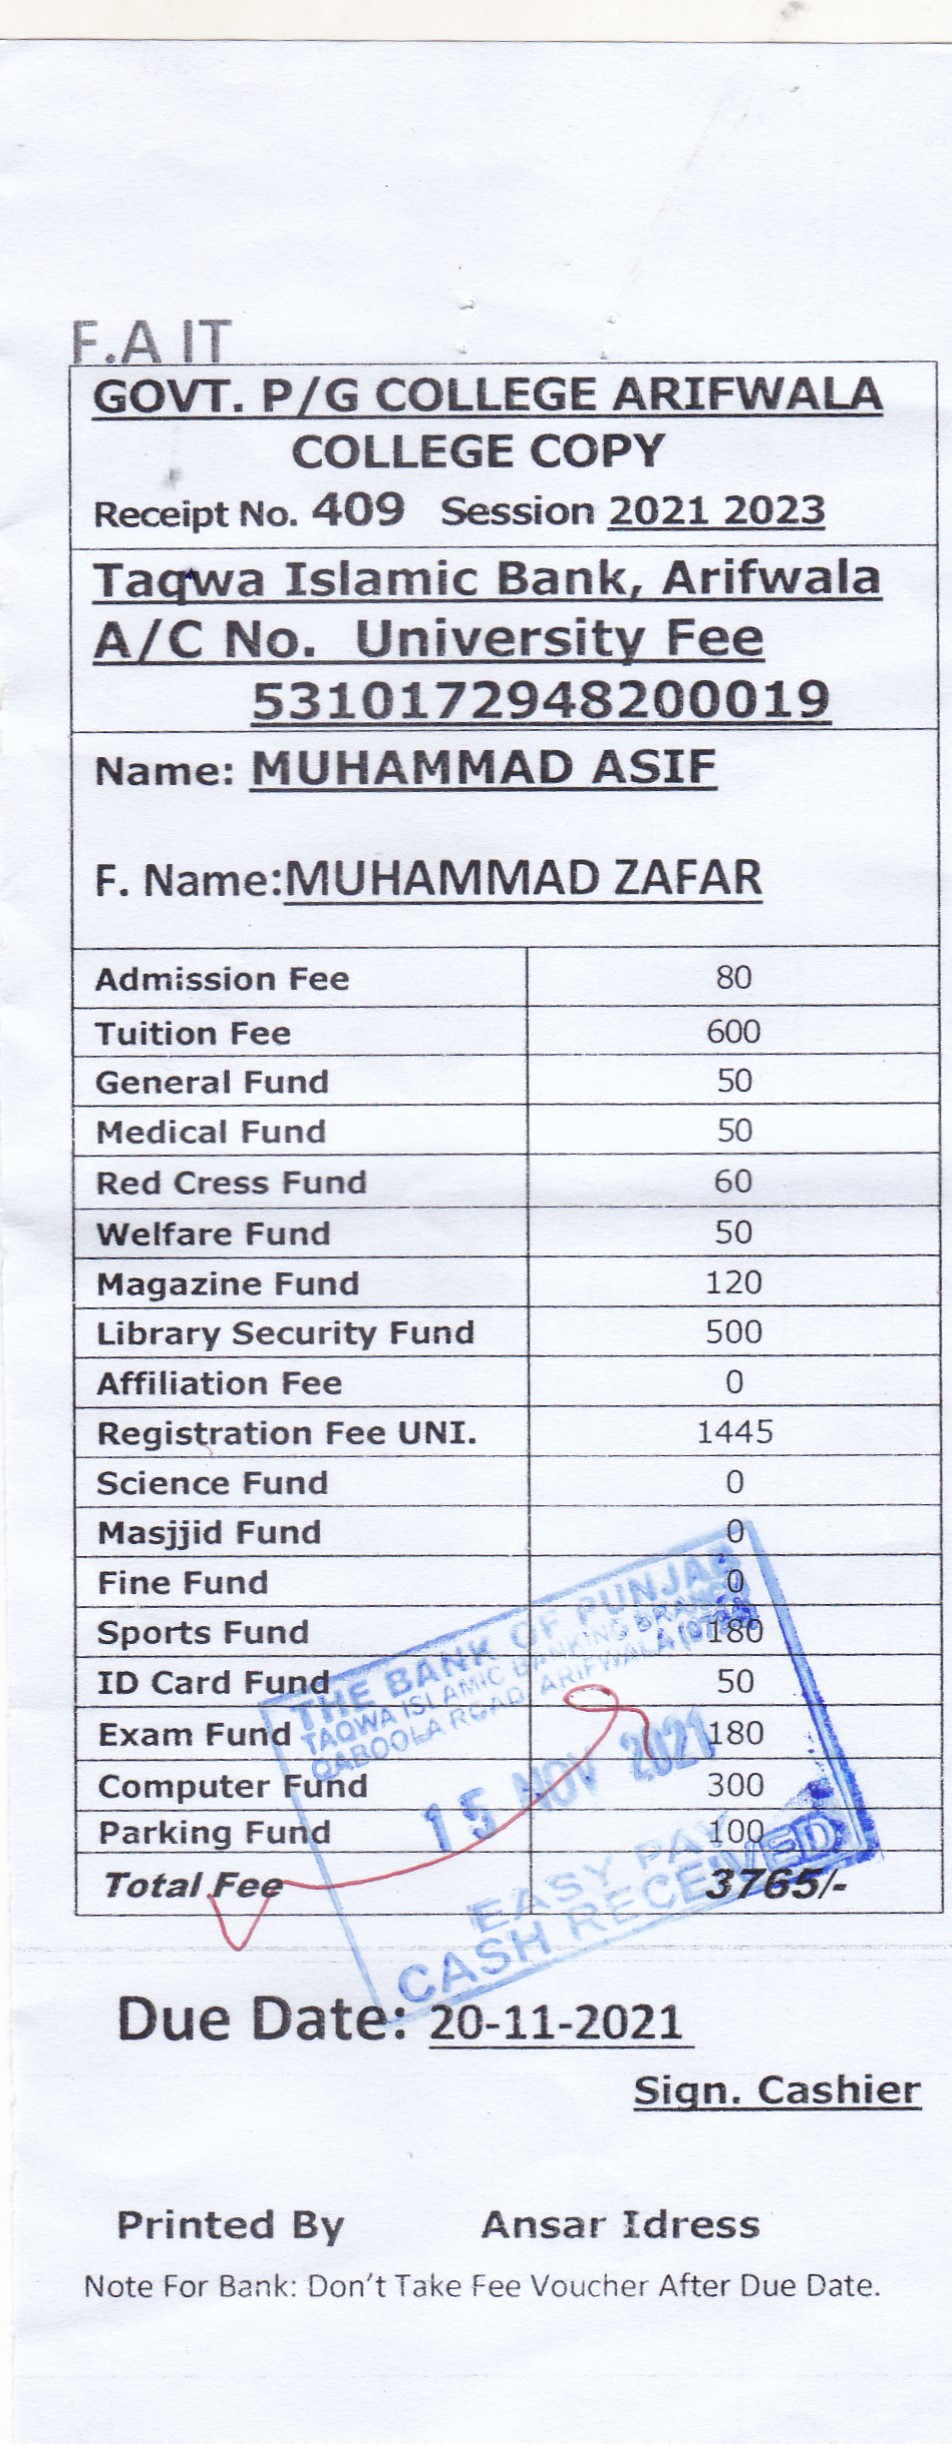 F.A IT
GOVT. P/G COLLEGE ARIFWALA
COLLEGE COPY
Receipt No. 409 Session 2021 2023
Taqwa Islamic Bank, Arifwala
A/C No. University Fee
5310172948200019
Name: MUHAMMAD ASIF
F. Name:MUHAMMAD ZAFAR
Admission Fee 80
Tuition Fee 600
General Fund 50
Medical Fund 50
Red Cress Fund 60
Welfare Fund 50
Magazine Fund 120
Library Security Fund 500
Affiliation Fee 0
Registration Fee UNI. 1445
Science Fund 0
Masjjid Fund 0
Fine Fund 0
Sports Fund 180
ID Card Fund 50
Exam Fund 180
Computer Fund 300
Parking Fund 100
Total Fee 3765/-
THE BANK OF PUNJAB
TAQWA ISLAMIC BANKING BRANCH
QABOOLA ROAD, ARIFWALA
15 NOV 2021
EASY PAY
CASH RECEIVED
Due Date: 20-11-2021
Sign. Cashier
Printed By Ansar Idress
Note For Bank: Don't Take Fee Voucher After Due Date.